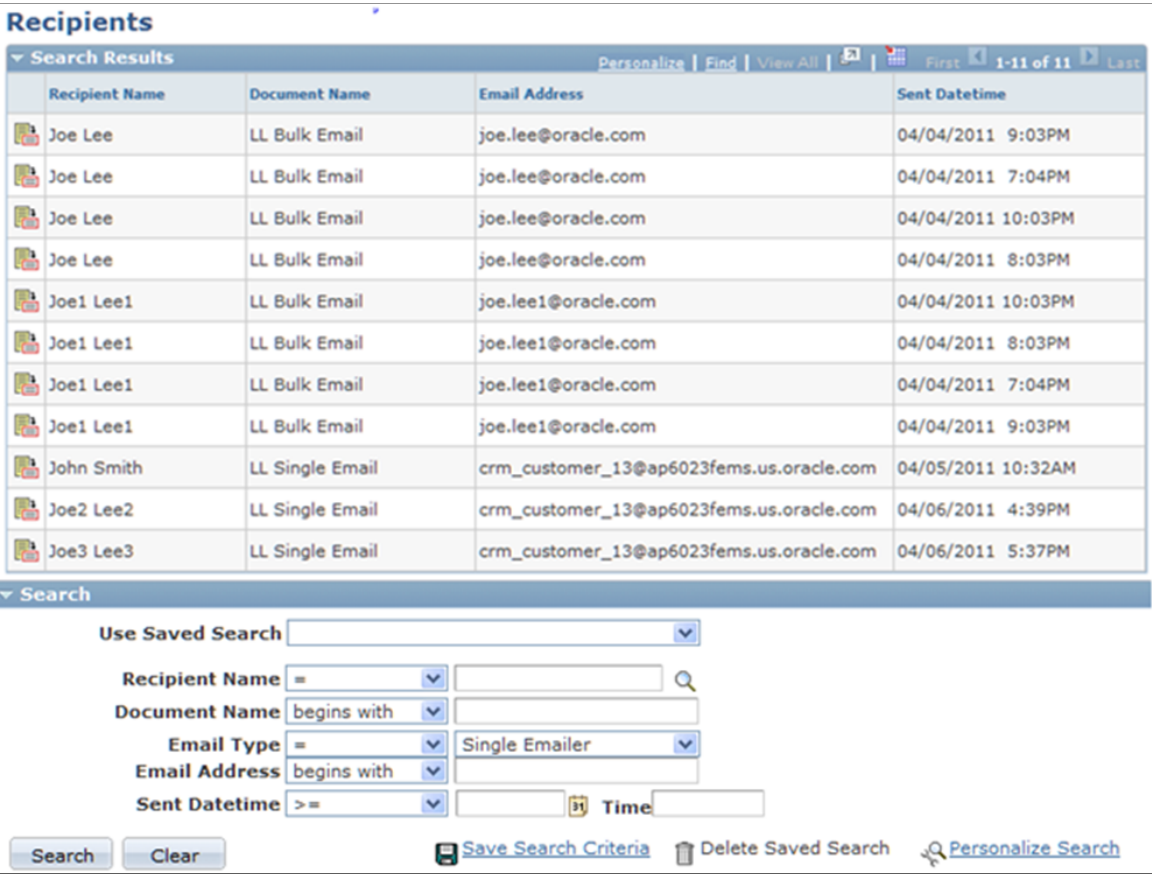 Recipients
Search Results Personalize | Find | View All | | First 1-11 of 11 Last
Recipient Name Document Name Email Address Sent Datetime
Joe Lee LL Bulk Email joe.lee@oracle.com 04/04/2011 9:03PM
Joe Lee LL Bulk Email joe.lee@oracle.com 04/04/2011 7:04PM
Joe Lee LL Bulk Email joe.lee@oracle.com 04/04/2011 10:03PM
Joe Lee LL Bulk Email joe.lee@oracle.com 04/04/2011 8:03PM
Joe1 Lee1 LL Bulk Email joe.lee1@oracle.com 04/04/2011 10:03PM
Joe1 Lee1 LL Bulk Email joe.lee1@oracle.com 04/04/2011 8:03PM
Joe1 Lee1 LL Bulk Email joe.lee1@oracle.com 04/04/2011 7:04PM
Joe1 Lee1 LL Bulk Email joe.lee1@oracle.com 04/04/2011 9:03PM
John Smith LL Single Email crm_customer_13@ap6023fems.us.oracle.com 04/05/2011 10:32AM
Joe2 Lee2 LL Single Email crm_customer_13@ap6023fems.us.oracle.com 04/06/2011 4:39PM
Joe3 Lee3 LL Single Email crm_customer_13@ap6023fems.us.oracle.com 04/06/2011 5:37PM
Search
Use Saved Search
Recipient Name =
Document Name begins with
Email Type = Single Emailer
Email Address begins with
Sent Datetime >= 31 Time
Search Clear Save Search Criteria Delete Saved Search Personalize Search